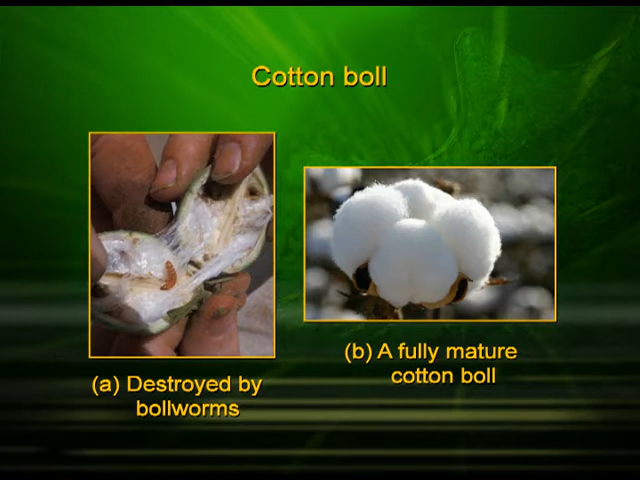 Cotton boll
(a) Destroyed by
bollworms
(b) A fully mature
cotton boll